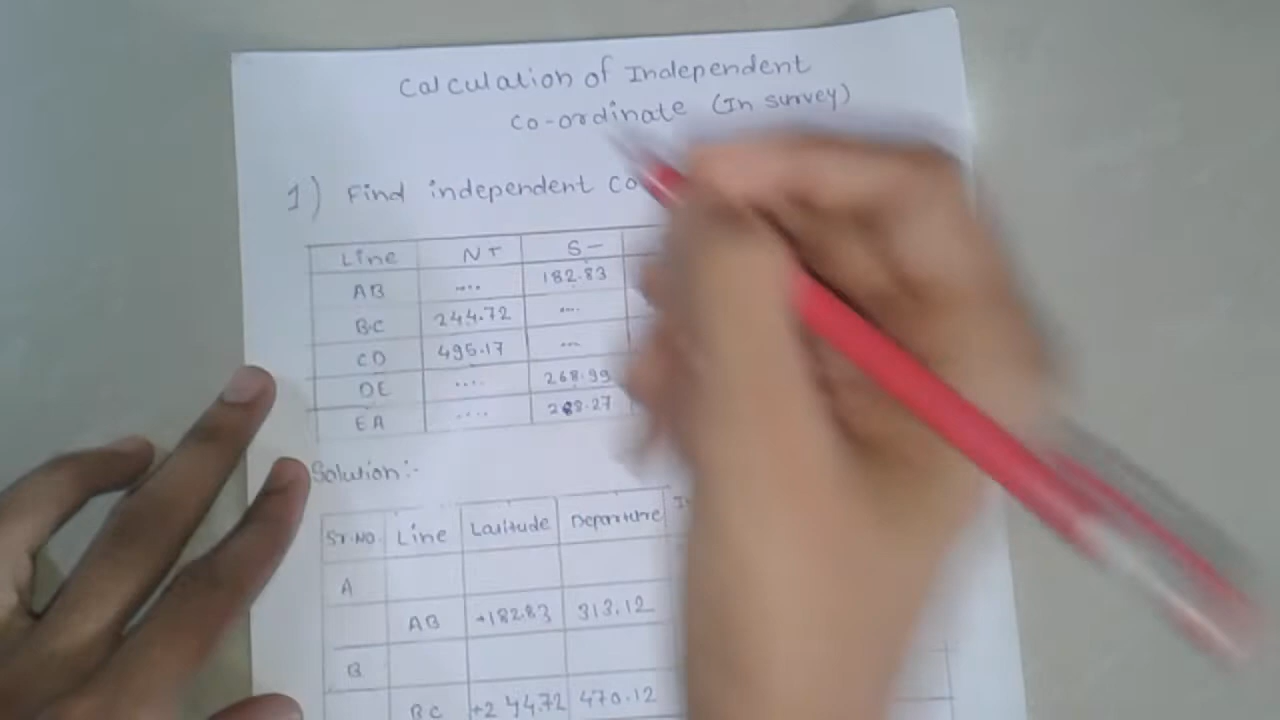 Calculation of Independent
Co-ordinate (In survey)
1) Find independent co
Line N+ S-
AB .... 182.83
BC 244.72 ....
CD 495.17 ...
DE .... 268.99
EA .... 288.27
Solution:-
Sr.No. Line Latitude Departure
A
AB +182.83 313.12
B
BC +244.72 470.12